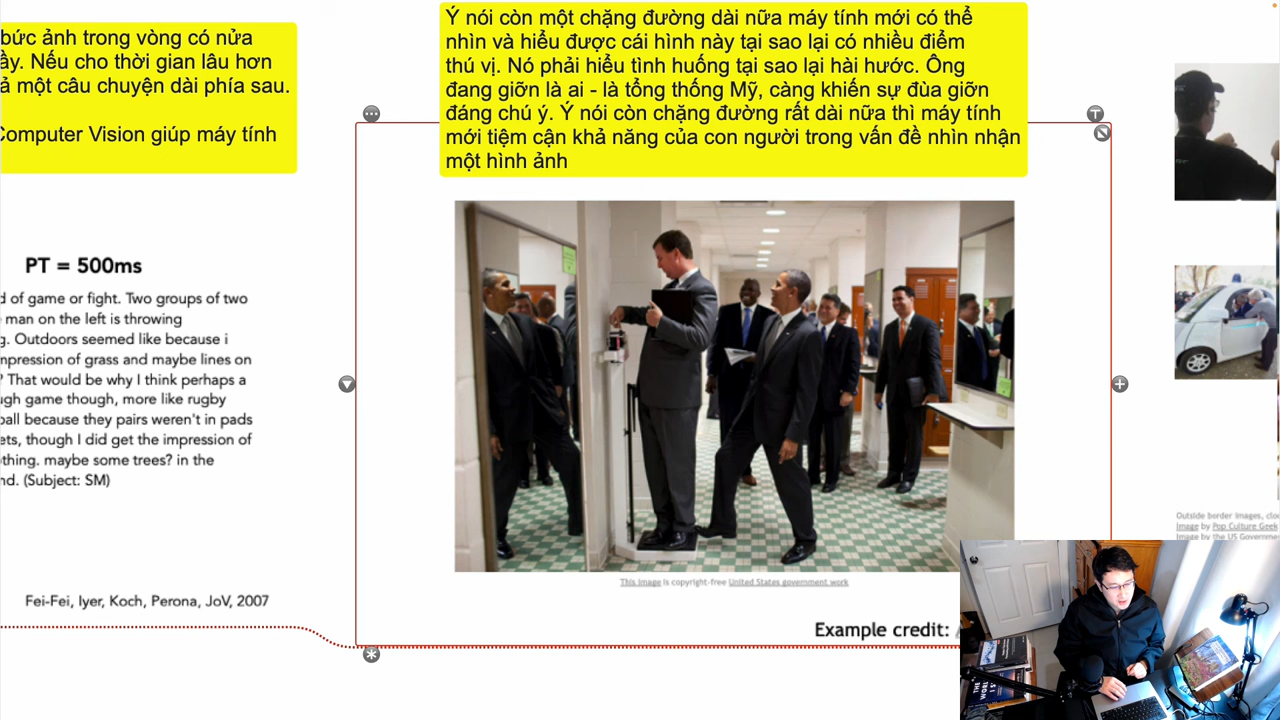 bức ảnh trong vòng có nửa
ầy. Nếu cho thời gian lâu hơn
ả một câu chuyện dài phía sau.
Computer Vision giúp máy tính
Ý nói còn một chặng đường dài nữa máy tính mới có thể
nhìn và hiểu được cái hình này tại sao lại có nhiều điểm
thú vị. Nó phải hiểu tình huống tại sao lại hài hước. Ông
đang giỡn là ai - là tổng thống Mỹ, càng khiến sự đùa giỡn
đáng chú ý. Ý nói còn chặng đường rất dài nữa thì máy tính
mới tiệm cận khả năng của con người trong vấn đề nhìn nhận
một hình ảnh
PT = 500ms
d of game or fight. Two groups of two
man on the left is throwing
g. Outdoors seemed like because i
mpression of grass and maybe lines on
? That would be why I think perhaps a
ugh game though, more like rugby
ball because they pairs weren't in pads
ets, though I did get the impression of
thing. maybe some trees? in the
nd. (Subject: SM)
Fei-Fei, Iyer, Koch, Perona, JoV, 2007
This image is copyright-free United States government work
Example credit:
Outside border images, clo
Image by Pop Culture Geek
Image by the US Governme